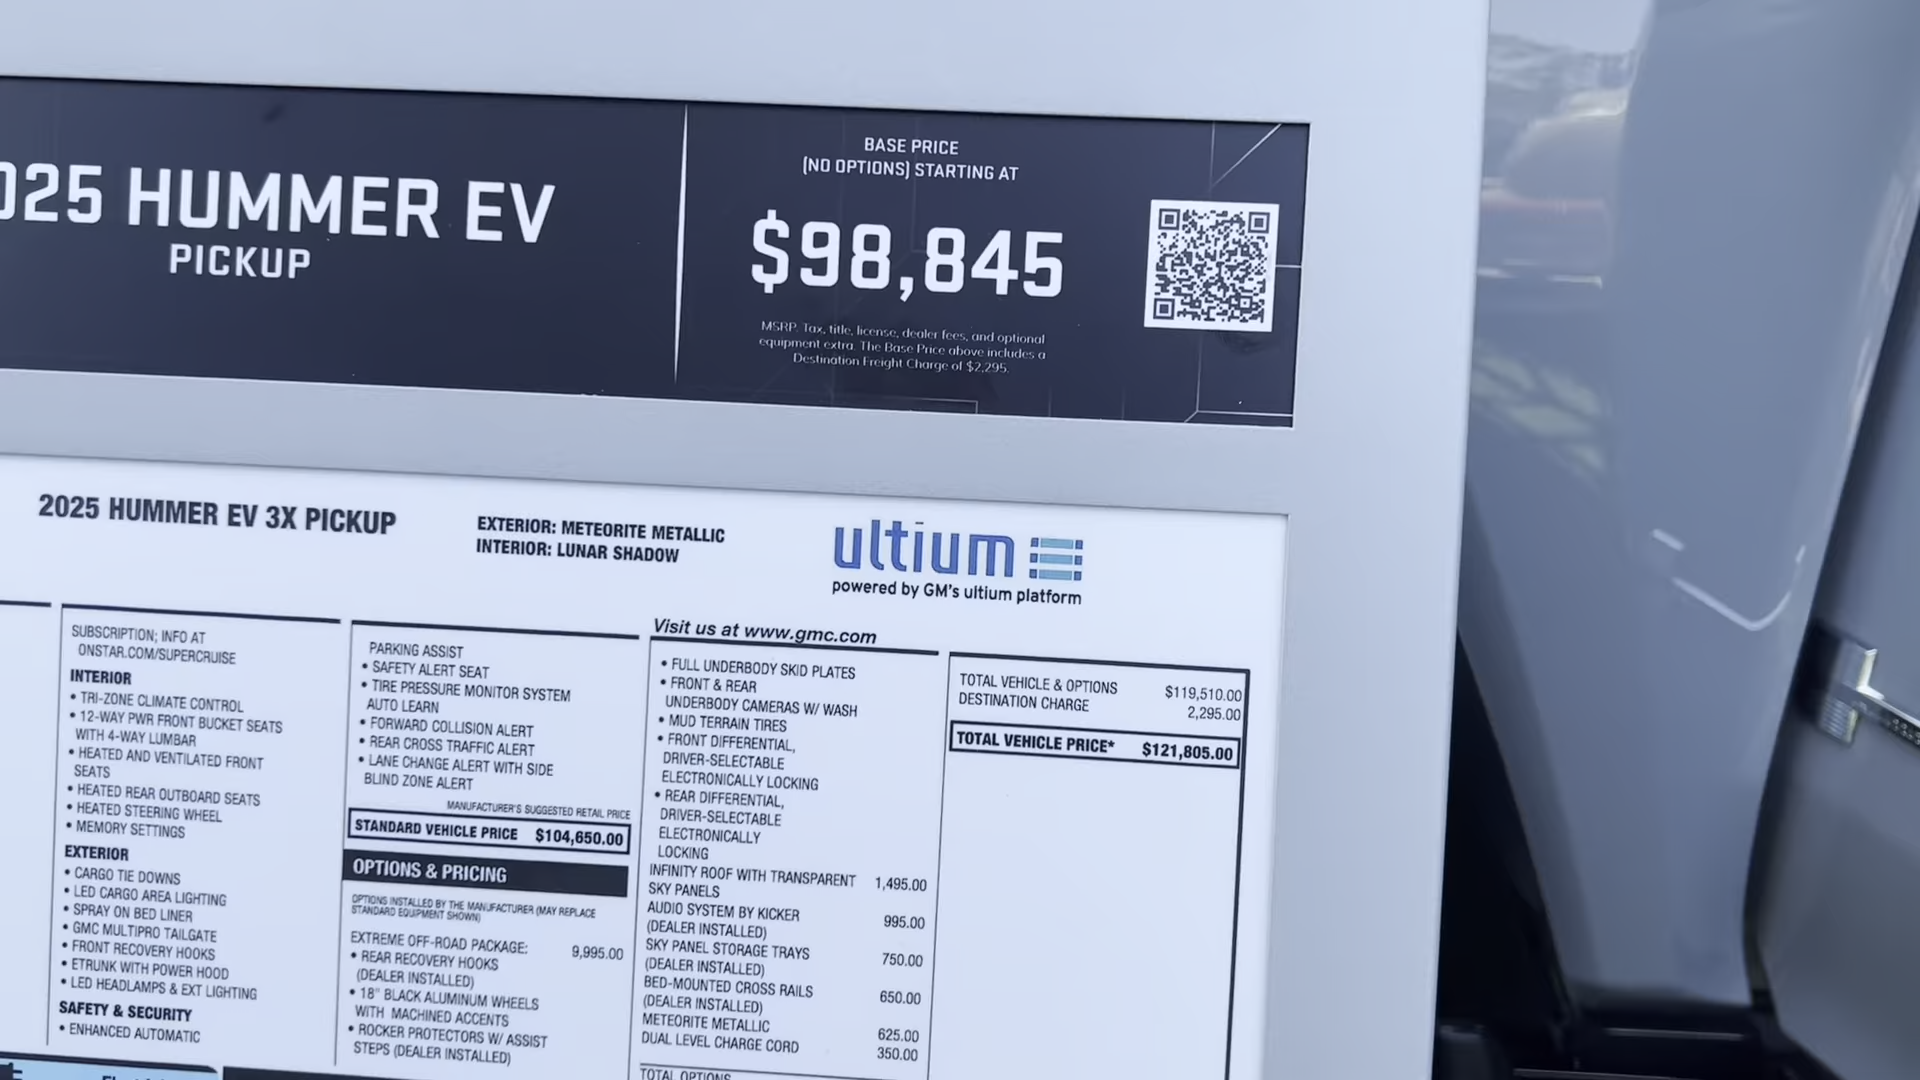 025 HUMMER EV
PICKUP
BASE PRICE
(NO OPTIONS) STARTING AT
$98,845
MSRP. Tax, title, license, dealer fees, and optional
equipment extra. The Base Price above includes a
Destination Freight Charge of $2,295.
2025 HUMMER EV 3X PICKUP
EXTERIOR: METEORITE METALLIC
INTERIOR: LUNAR SHADOW
ultium
powered by GM's ultium platform
Visit us at www.gmc.com
SUBSCRIPTION; INFO AT
ONSTAR.COM/SUPERCRUISE
INTERIOR
• TRI-ZONE CLIMATE CONTROL
• 12-WAY PWR FRONT BUCKET SEATS
WITH 4-WAY LUMBAR
• HEATED AND VENTILATED FRONT
SEATS
• HEATED REAR OUTBOARD SEATS
• HEATED STEERING WHEEL
• MEMORY SETTINGS
EXTERIOR
• CARGO TIE DOWNS
• LED CARGO AREA LIGHTING
• SPRAY ON BED LINER
• GMC MULTIPRO TAILGATE
• FRONT RECOVERY HOOKS
• ETRUNK WITH POWER HOOD
• LED HEADLAMPS & EXT LIGHTING
SAFETY & SECURITY
• ENHANCED AUTOMATIC
PARKING ASSIST
• SAFETY ALERT SEAT
• TIRE PRESSURE MONITOR SYSTEM
AUTO LEARN
• FORWARD COLLISION ALERT
• REAR CROSS TRAFFIC ALERT
• LANE CHANGE ALERT WITH SIDE
BLIND ZONE ALERT
MANUFACTURER'S SUGGESTED RETAIL PRICE
STANDARD VEHICLE PRICE $104,650.00
OPTIONS & PRICING
OPTIONS INSTALLED BY THE MANUFACTURER (MAY REPLACE
STANDARD EQUIPMENT SHOWN)
EXTREME OFF-ROAD PACKAGE: 9,995.00
• REAR RECOVERY HOOKS
(DEALER INSTALLED)
• 18" BLACK ALUMINUM WHEELS
WITH MACHINED ACCENTS
• ROCKER PROTECTORS W/ ASSIST
STEPS (DEALER INSTALLED)
• FULL UNDERBODY SKID PLATES
• FRONT & REAR
UNDERBODY CAMERAS W/ WASH
• MUD TERRAIN TIRES
• FRONT DIFFERENTIAL,
DRIVER-SELECTABLE
ELECTRONICALLY LOCKING
• REAR DIFFERENTIAL,
DRIVER-SELECTABLE
ELECTRONICALLY
LOCKING
INFINITY ROOF WITH TRANSPARENT 1,495.00
SKY PANELS
AUDIO SYSTEM BY KICKER 995.00
(DEALER INSTALLED)
SKY PANEL STORAGE TRAYS 750.00
(DEALER INSTALLED)
BED-MOUNTED CROSS RAILS 650.00
(DEALER INSTALLED)
METEORITE METALLIC 625.00
DUAL LEVEL CHARGE CORD 350.00
TOTAL OPTIONS
TOTAL VEHICLE & OPTIONS $119,510.00
DESTINATION CHARGE 2,295.00
TOTAL VEHICLE PRICE* $121,805.00